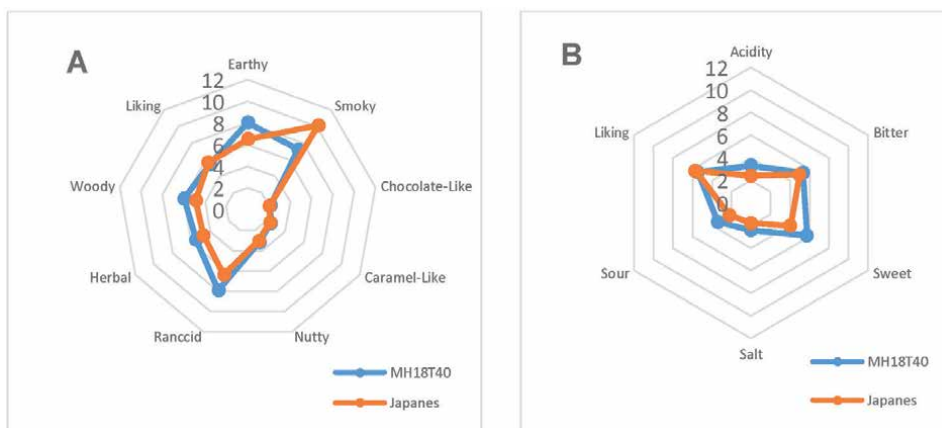 A
Earthy
Smoky
Chocolate-Like
Caramel-Like
Nutty
Ranccid
Herbal
Woody
Liking
12
10
8
6
4
2
0
MH18T40
Japanes
B
Acidity
Bitter
Sweet
Salt
Sour
Liking
12
10
8
6
4
2
0
MH18T40
Japanes